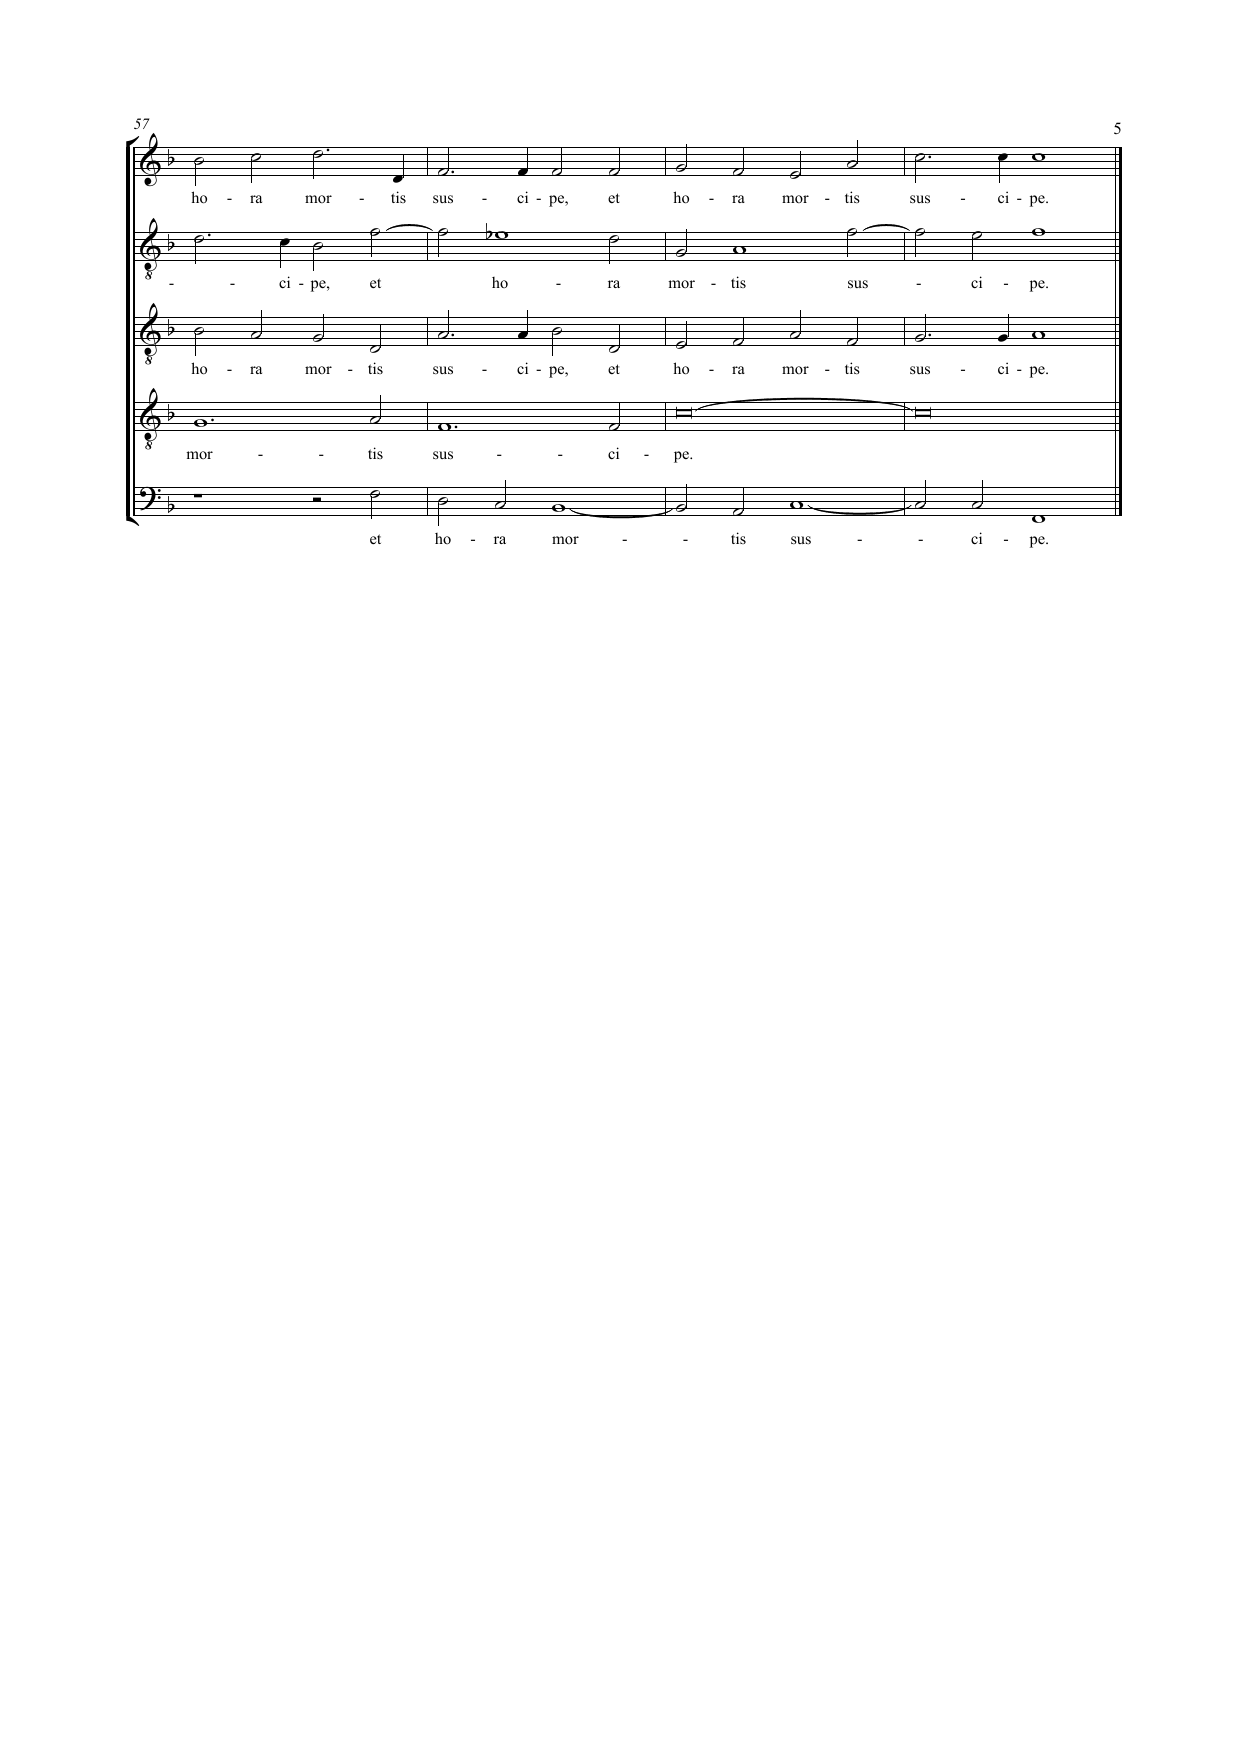 57
5
ho - ra mor - tis sus - ci - pe, et ho - ra mor - tis sus - ci - pe.
- - ci - pe, et ho - ra mor - tis sus - ci - pe.
ho - ra mor - tis sus - ci - pe, et ho - ra mor - tis sus - ci - pe.
mor - - tis sus - - ci - pe.
et ho - ra mor - - tis sus - - ci - pe.